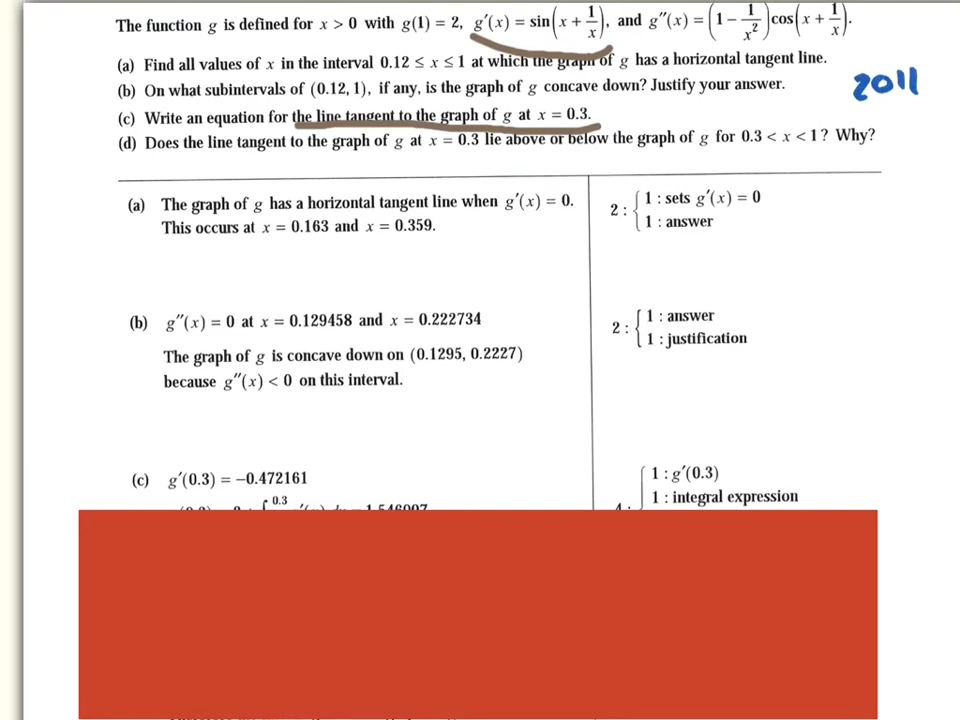 The function g is defined for x > 0 with g(1) = 2, g′(x) = sin(x + 1/x), and g″(x) = (1 − 1/x²)cos(x + 1/x).
(a) Find all values of x in the interval 0.12 ≤ x ≤ 1 at which the graph of g has a horizontal tangent line.
(b) On what subintervals of (0.12, 1), if any, is the graph of g concave down? Justify your answer.
2011
(c) Write an equation for the line tangent to the graph of g at x = 0.3.
(d) Does the line tangent to the graph of g at x = 0.3 lie above or below the graph of g for 0.3 < x < 1? Why?
(a) The graph of g has a horizontal tangent line when g′(x) = 0.
This occurs at x = 0.163 and x = 0.359.
2 : { 1 : sets g′(x) = 0
1 : answer
(b) g″(x) = 0 at x = 0.129458 and x = 0.222734
The graph of g is concave down on (0.1295, 0.2227)
because g″(x) < 0 on this interval.
2 : { 1 : answer
1 : justification
(c) g′(0.3) = −0.472161
0.3
1 : g′(0.3)
1 : integral expression